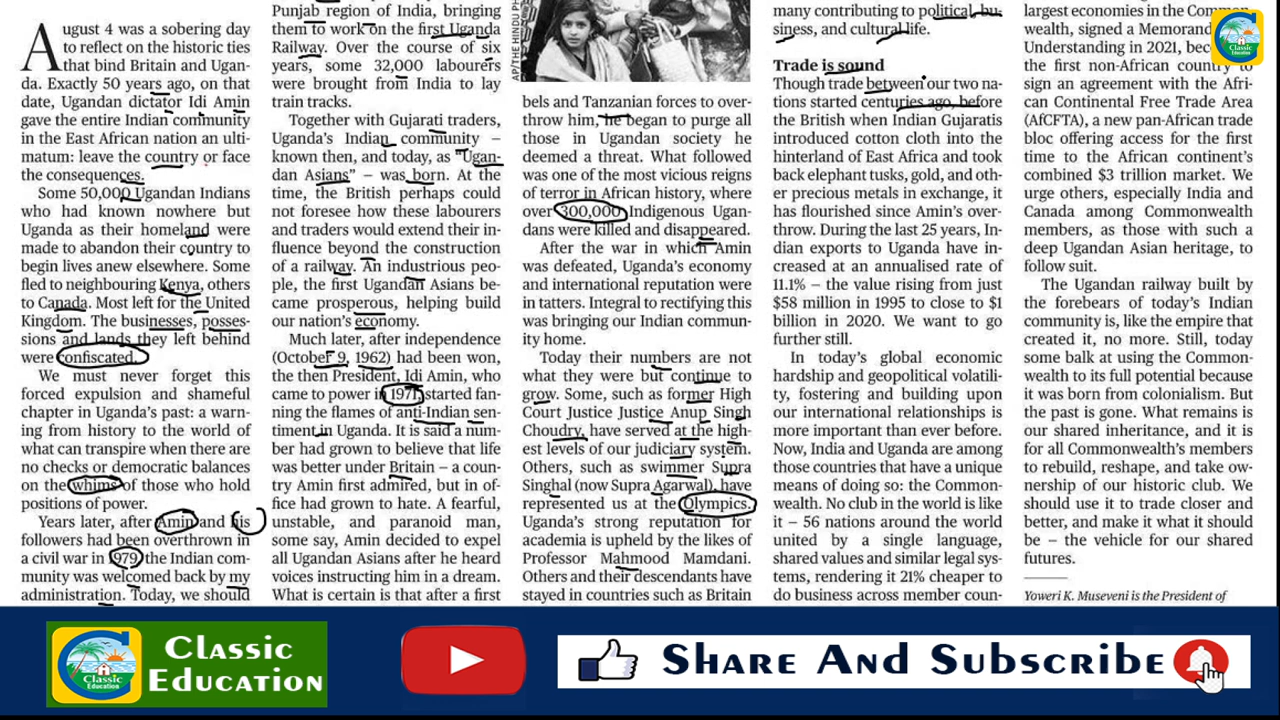 August 4 was a sobering day
to reflect on the historic ties
that bind Britain and Ugan-
da. Exactly 50 years ago, on that
date, Ugandan dictator Idi Amin
gave the entire Indian community
in the East African nation an ulti-
matum: leave the country or face
the consequences.
Some 50,000 Ugandan Indians
who had known nowhere but
Uganda as their homeland were
made to abandon their country to
begin lives anew elsewhere. Some
fled to neighbouring Kenya, others
to Canada. Most left for the United
Kingdom. The businesses, posses-
sions and lands they left behind
were confiscated.
We must never forget this
forced expulsion and shameful
chapter in Uganda's past: a warn-
ing from history to the world of
what can transpire when there are
no checks or democratic balances
on the whims of those who hold
positions of power.
Years later, after Amin and his
followers had been overthrown in
a civil war in 1979, the Indian com-
munity was welcomed back by my
administration. Today, we should
Punjab region of India, bringing
them to work on the first Uganda
Railway. Over the course of six
years, some 32,000 labourers
were brought from India to lay
train tracks.
Together with Gujarati traders,
Uganda's Indian community –
known then, and today, as "Ugan-
dan Asians" – was born. At the
time, the British perhaps could
not foresee how these labourers
and traders would extend their in-
fluence beyond the construction
of a railway. An industrious peo-
ple, the first Ugandan Asians be-
came prosperous, helping build
our nation's economy.
Much later, after independence
(October 9, 1962) had been won,
the then President, Idi Amin, who
came to power in 1971, started fan-
ning the flames of anti-Indian sen-
timent in Uganda. It is said a num-
ber had grown to believe that life
was better under Britain – a coun-
try Amin first admired, but in of-
fice had grown to hate. A fearful,
unstable, and paranoid man,
some say, Amin decided to expel
all Ugandan Asians after he heard
voices instructing him in a dream.
What is certain is that after a first
AP/THE HINDU PH
bels and Tanzanian forces to over-
throw him, he began to purge all
those in Ugandan society he
deemed a threat. What followed
was one of the most vicious reigns
of terror in African history, where
over 300,000 Indigenous Ugan-
dans were killed and disappeared.
After the war in which Amin
was defeated, Uganda's economy
and international reputation were
in tatters. Integral to rectifying this
was bringing our Indian commun-
ity home.
Today their numbers are not
what they were but continue to
grow. Some, such as former High
Court Justice Justice Anup Singh
Choudry, have served at the high-
est levels of our judiciary system.
Others, such as swimmer Supra
Singhal (now Supra Agarwal), have
represented us at the Olympics.
Uganda's strong reputation for
academia is upheld by the likes of
Professor Mahmood Mamdani.
Others and their descendants have
stayed in countries such as Britain
many contributing to political, bu-
siness, and cultural life.
Trade is sound
Though trade between our two na-
tions started centuries ago, before
the British when Indian Gujaratis
introduced cotton cloth into the
hinterland of East Africa and took
back elephant tusks, gold, and oth-
er precious metals in exchange, it
has flourished since Amin's over-
throw. During the last 25 years, In-
dian exports to Uganda have in-
creased at an annualised rate of
11.1% – the value rising from just
$58 million in 1995 to close to $1
billion in 2020. We want to go
further still.
In today's global economic
hardship and geopolitical volatili-
ty, fostering and building upon
our international relationships is
more important than ever before.
Now, India and Uganda are among
those countries that have a unique
means of doing so: the Common-
wealth. No club in the world is like
it – 56 nations around the world
united by a single language,
shared values and similar legal sys-
tems, rendering it 21% cheaper to
do business across member coun-
largest economies in the Common-
wealth, signed a Memorand
Understanding in 2021, bec
the first non-African country to
sign an agreement with the Afri-
can Continental Free Trade Area
(AfCFTA), a new pan-African trade
bloc offering access for the first
time to the African continent's
combined $3 trillion market. We
urge others, especially India and
Canada among Commonwealth
members, as those with such a
deep Ugandan Asian heritage, to
follow suit.
The Ugandan railway built by
the forebears of today's Indian
community is, like the empire that
created it, no more. Still, today
some balk at using the Common-
wealth to its full potential because
it was born from colonialism. But
the past is gone. What remains is
our shared inheritance, and it is
for all Commonwealth's members
to rebuild, reshape, and take ow-
nership of our historic club. We
should use it to trade closer and
better, and make it what it should
be – the vehicle for our shared
futures.
Yoweri K. Museveni is the President of
Classic
Education
Classic
Education
Classic
Education
Share And Subscribe